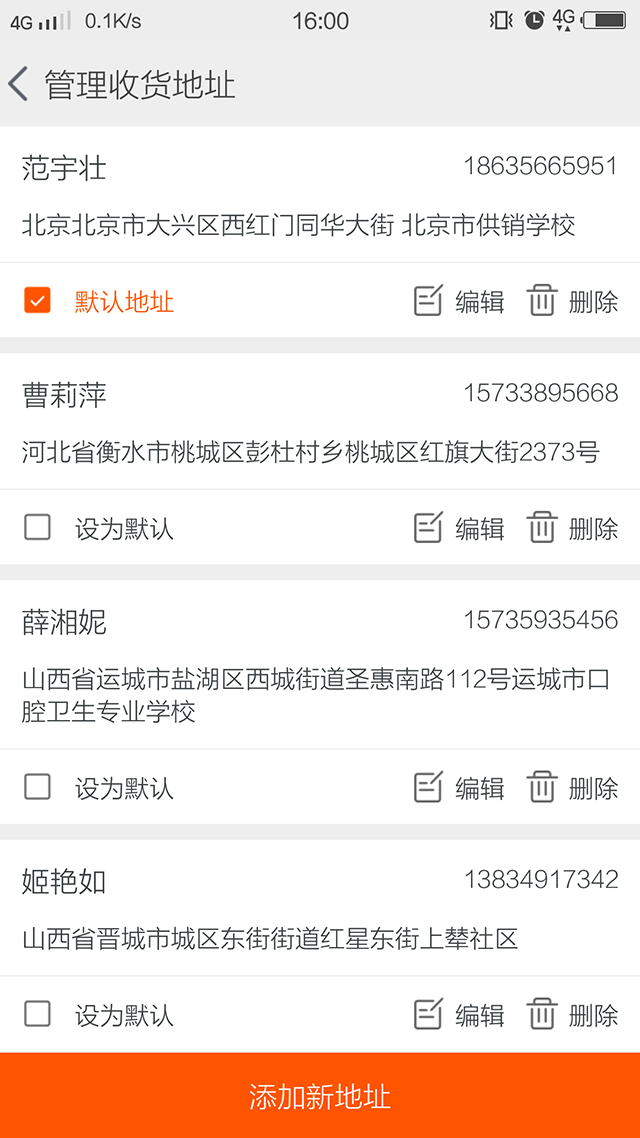 4G 0.1K/s 16:00 4G
管理收货地址
范宇壮 18635665951
北京北京市大兴区西红门同华大街 北京市供销学校
默认地址 编辑 删除
曹莉萍 15733895668
河北省衡水市桃城区彭杜村乡桃城区红旗大街2373号
设为默认 编辑 删除
薛湘妮 15735935456
山西省运城市盐湖区西城街道圣惠南路112号运城市口
腔卫生专业学校
设为默认 编辑 删除
姬艳如 13834917342
山西省晋城市城区东街街道红星东街上辇社区
设为默认 编辑 删除
添加新地址